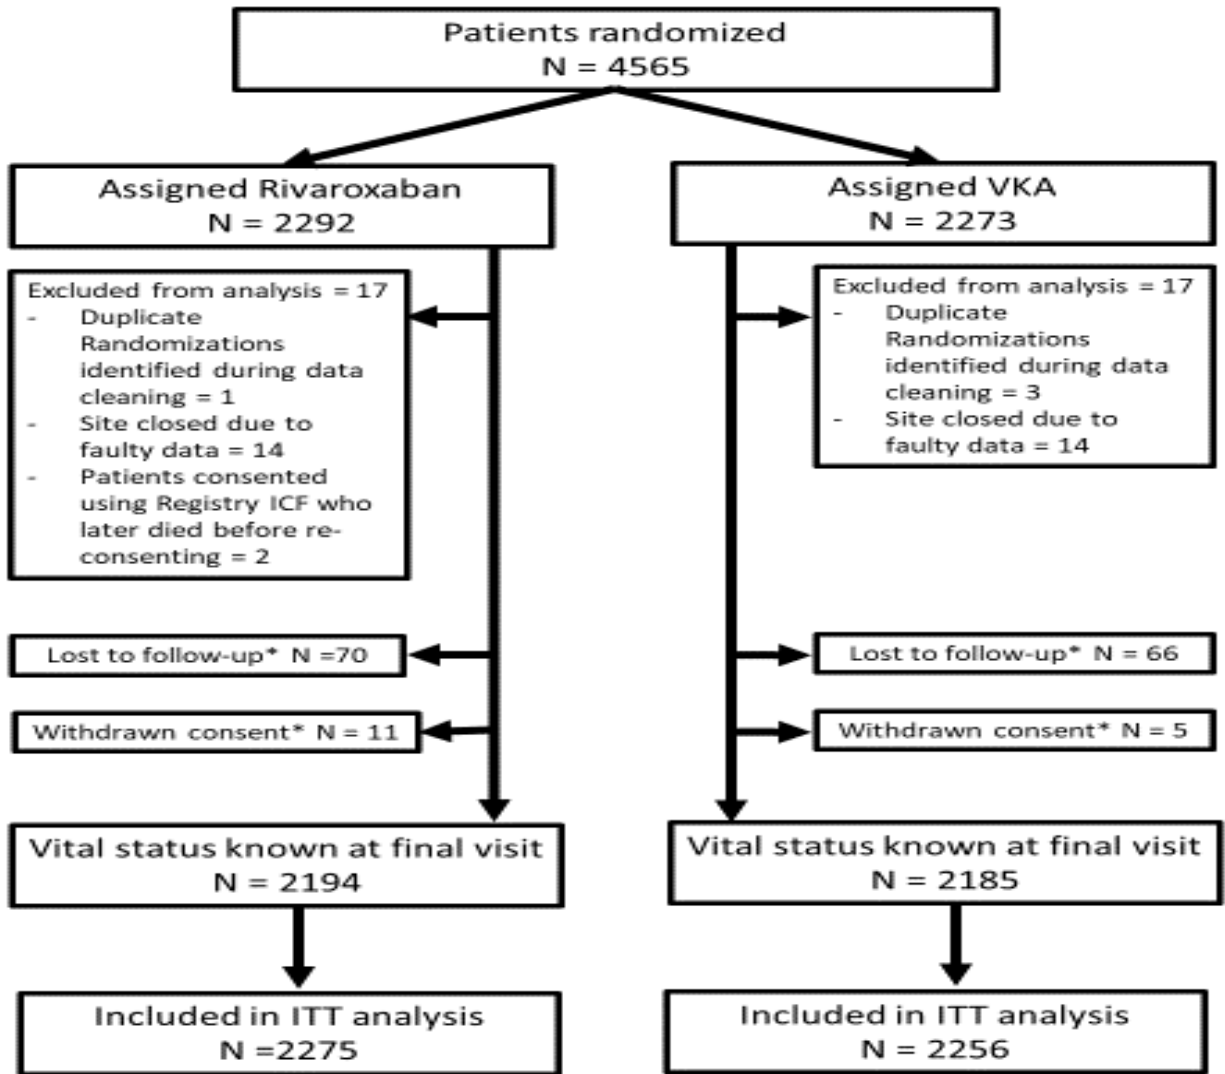 Patients randomized
N = 4565
Assigned Rivaroxaban
N = 2292
Assigned VKA
N = 2273
Excluded from analysis = 17
- Duplicate
Randomizations
identified during data
cleaning = 1
- Site closed due to
faulty data = 14
- Patients consented
using Registry ICF who
later died before re-
consenting = 2
Excluded from analysis = 17
- Duplicate
Randomizations
identified during data
cleaning = 3
- Site closed due to
faulty data = 14
Lost to follow-up* N =70
Lost to follow-up* N = 66
Withdrawn consent* N = 11
Withdrawn consent* N = 5
Vital status known at final visit
N = 2194
Vital status known at final visit
N = 2185
Included in ITT analysis
N =2275
Included in ITT analysis
N = 2256